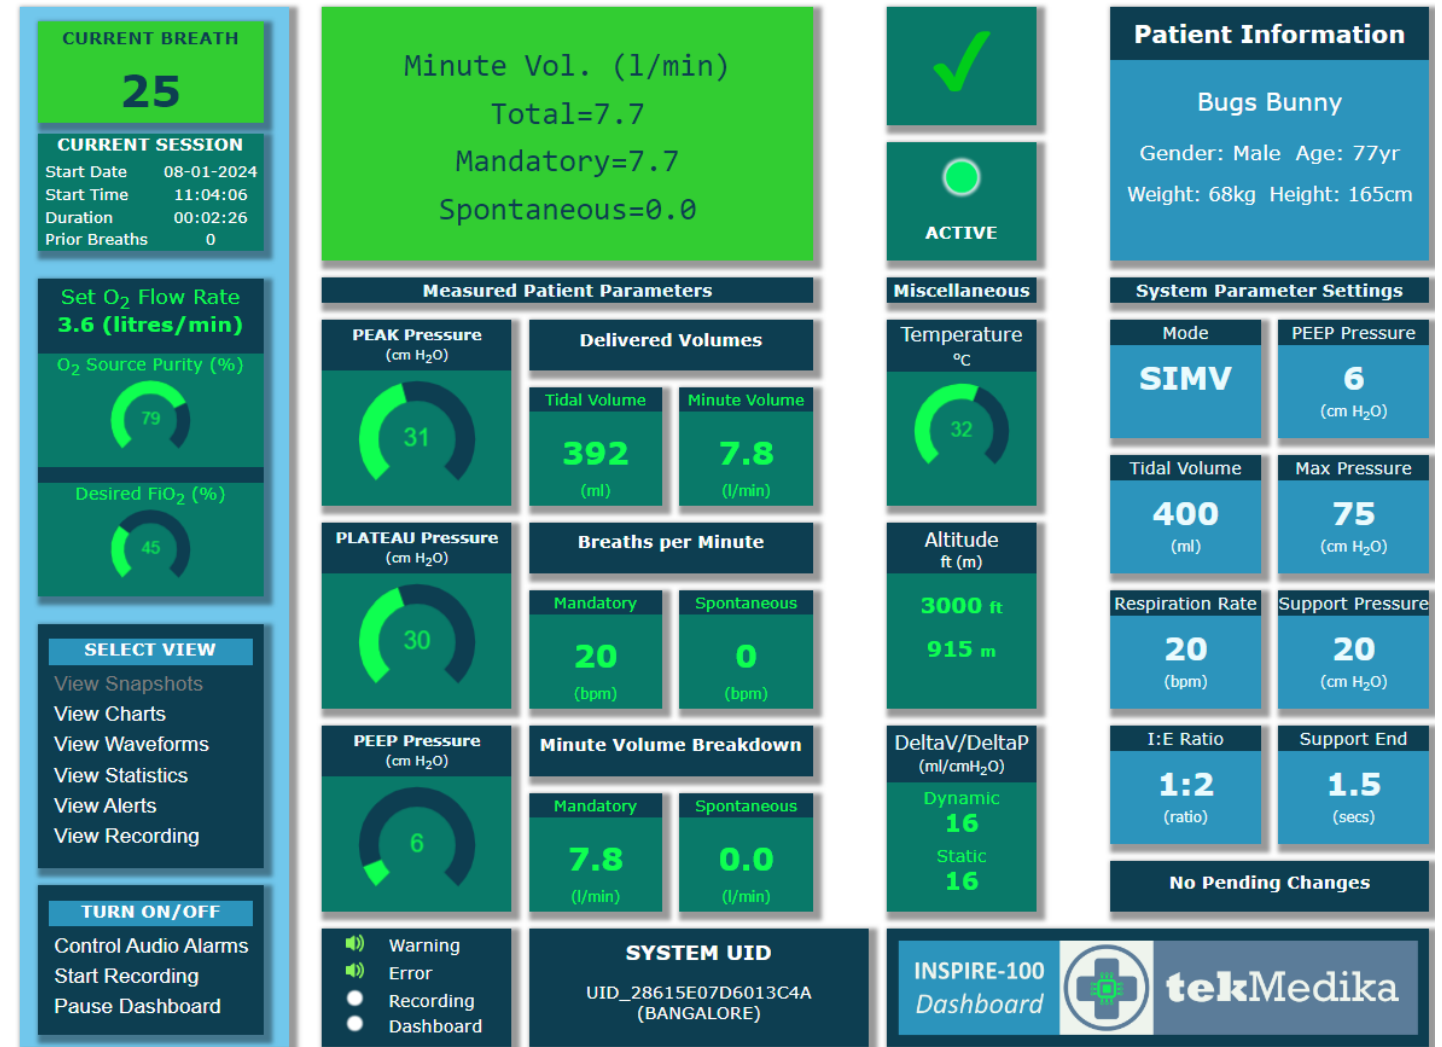 CURRENT BREATH
25
CURRENT SESSION
Start Date 08-01-2024
Start Time 11:04:06
Duration 00:02:26
Prior Breaths 0
Set O₂ Flow Rate
3.6 (litres/min)
O₂ Source Purity (%)
79
Desired FiO₂ (%)
45
SELECT VIEW
View Snapshots
View Charts
View Waveforms
View Statistics
View Alerts
View Recording
TURN ON/OFF
Control Audio Alarms
Start Recording
Pause Dashboard
Minute Vol. (l/min)
Total=7.7
Mandatory=7.7
Spontaneous=0.0
Measured Patient Parameters
PEAK Pressure
(cm H₂O)
31
PLATEAU Pressure
(cm H₂O)
30
PEEP Pressure
(cm H₂O)
6
Delivered Volumes
Tidal Volume
392
(ml)
Minute Volume
7.8
(l/min)
Breaths per Minute
Mandatory
20
(bpm)
Spontaneous
0
(bpm)
Minute Volume Breakdown
Mandatory
7.8
(l/min)
Spontaneous
0.0
(l/min)
Warning
Error
Recording
Dashboard
SYSTEM UID
UID_28615E07D6013C4A
(BANGALORE)
ACTIVE
Miscellaneous
Temperature
ºC
32
Altitude
ft (m)
3000 ft
915 m
DeltaV/DeltaP
(ml/cmH₂O)
Dynamic
16
Static
16
Patient Information
Bugs Bunny
Gender: Male Age: 77yr
Weight: 68kg Height: 165cm
System Parameter Settings
Mode
SIMV
PEEP Pressure
6
(cm H₂O)
Tidal Volume
400
(ml)
Max Pressure
75
(cm H₂O)
Respiration Rate
20
(bpm)
Support Pressure
20
(cm H₂O)
I:E Ratio
1:2
(ratio)
Support End
1.5
(secs)
No Pending Changes
INSPIRE-100
Dashboard
tekMedika